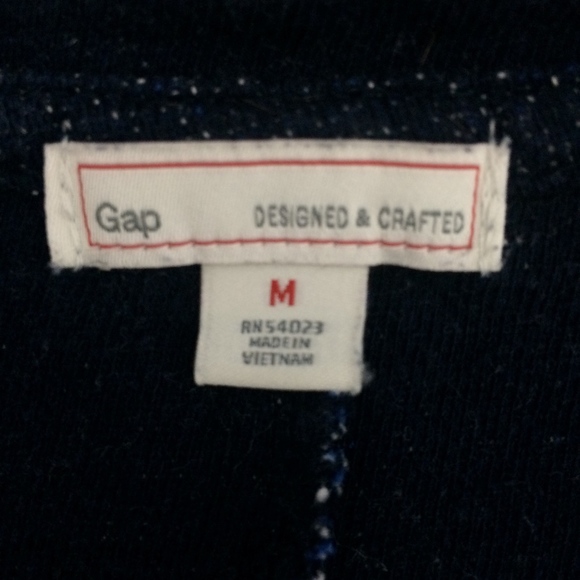 Gap DESIGNED & CRAFTED
M
RN54023
MADE IN
VIETNAM